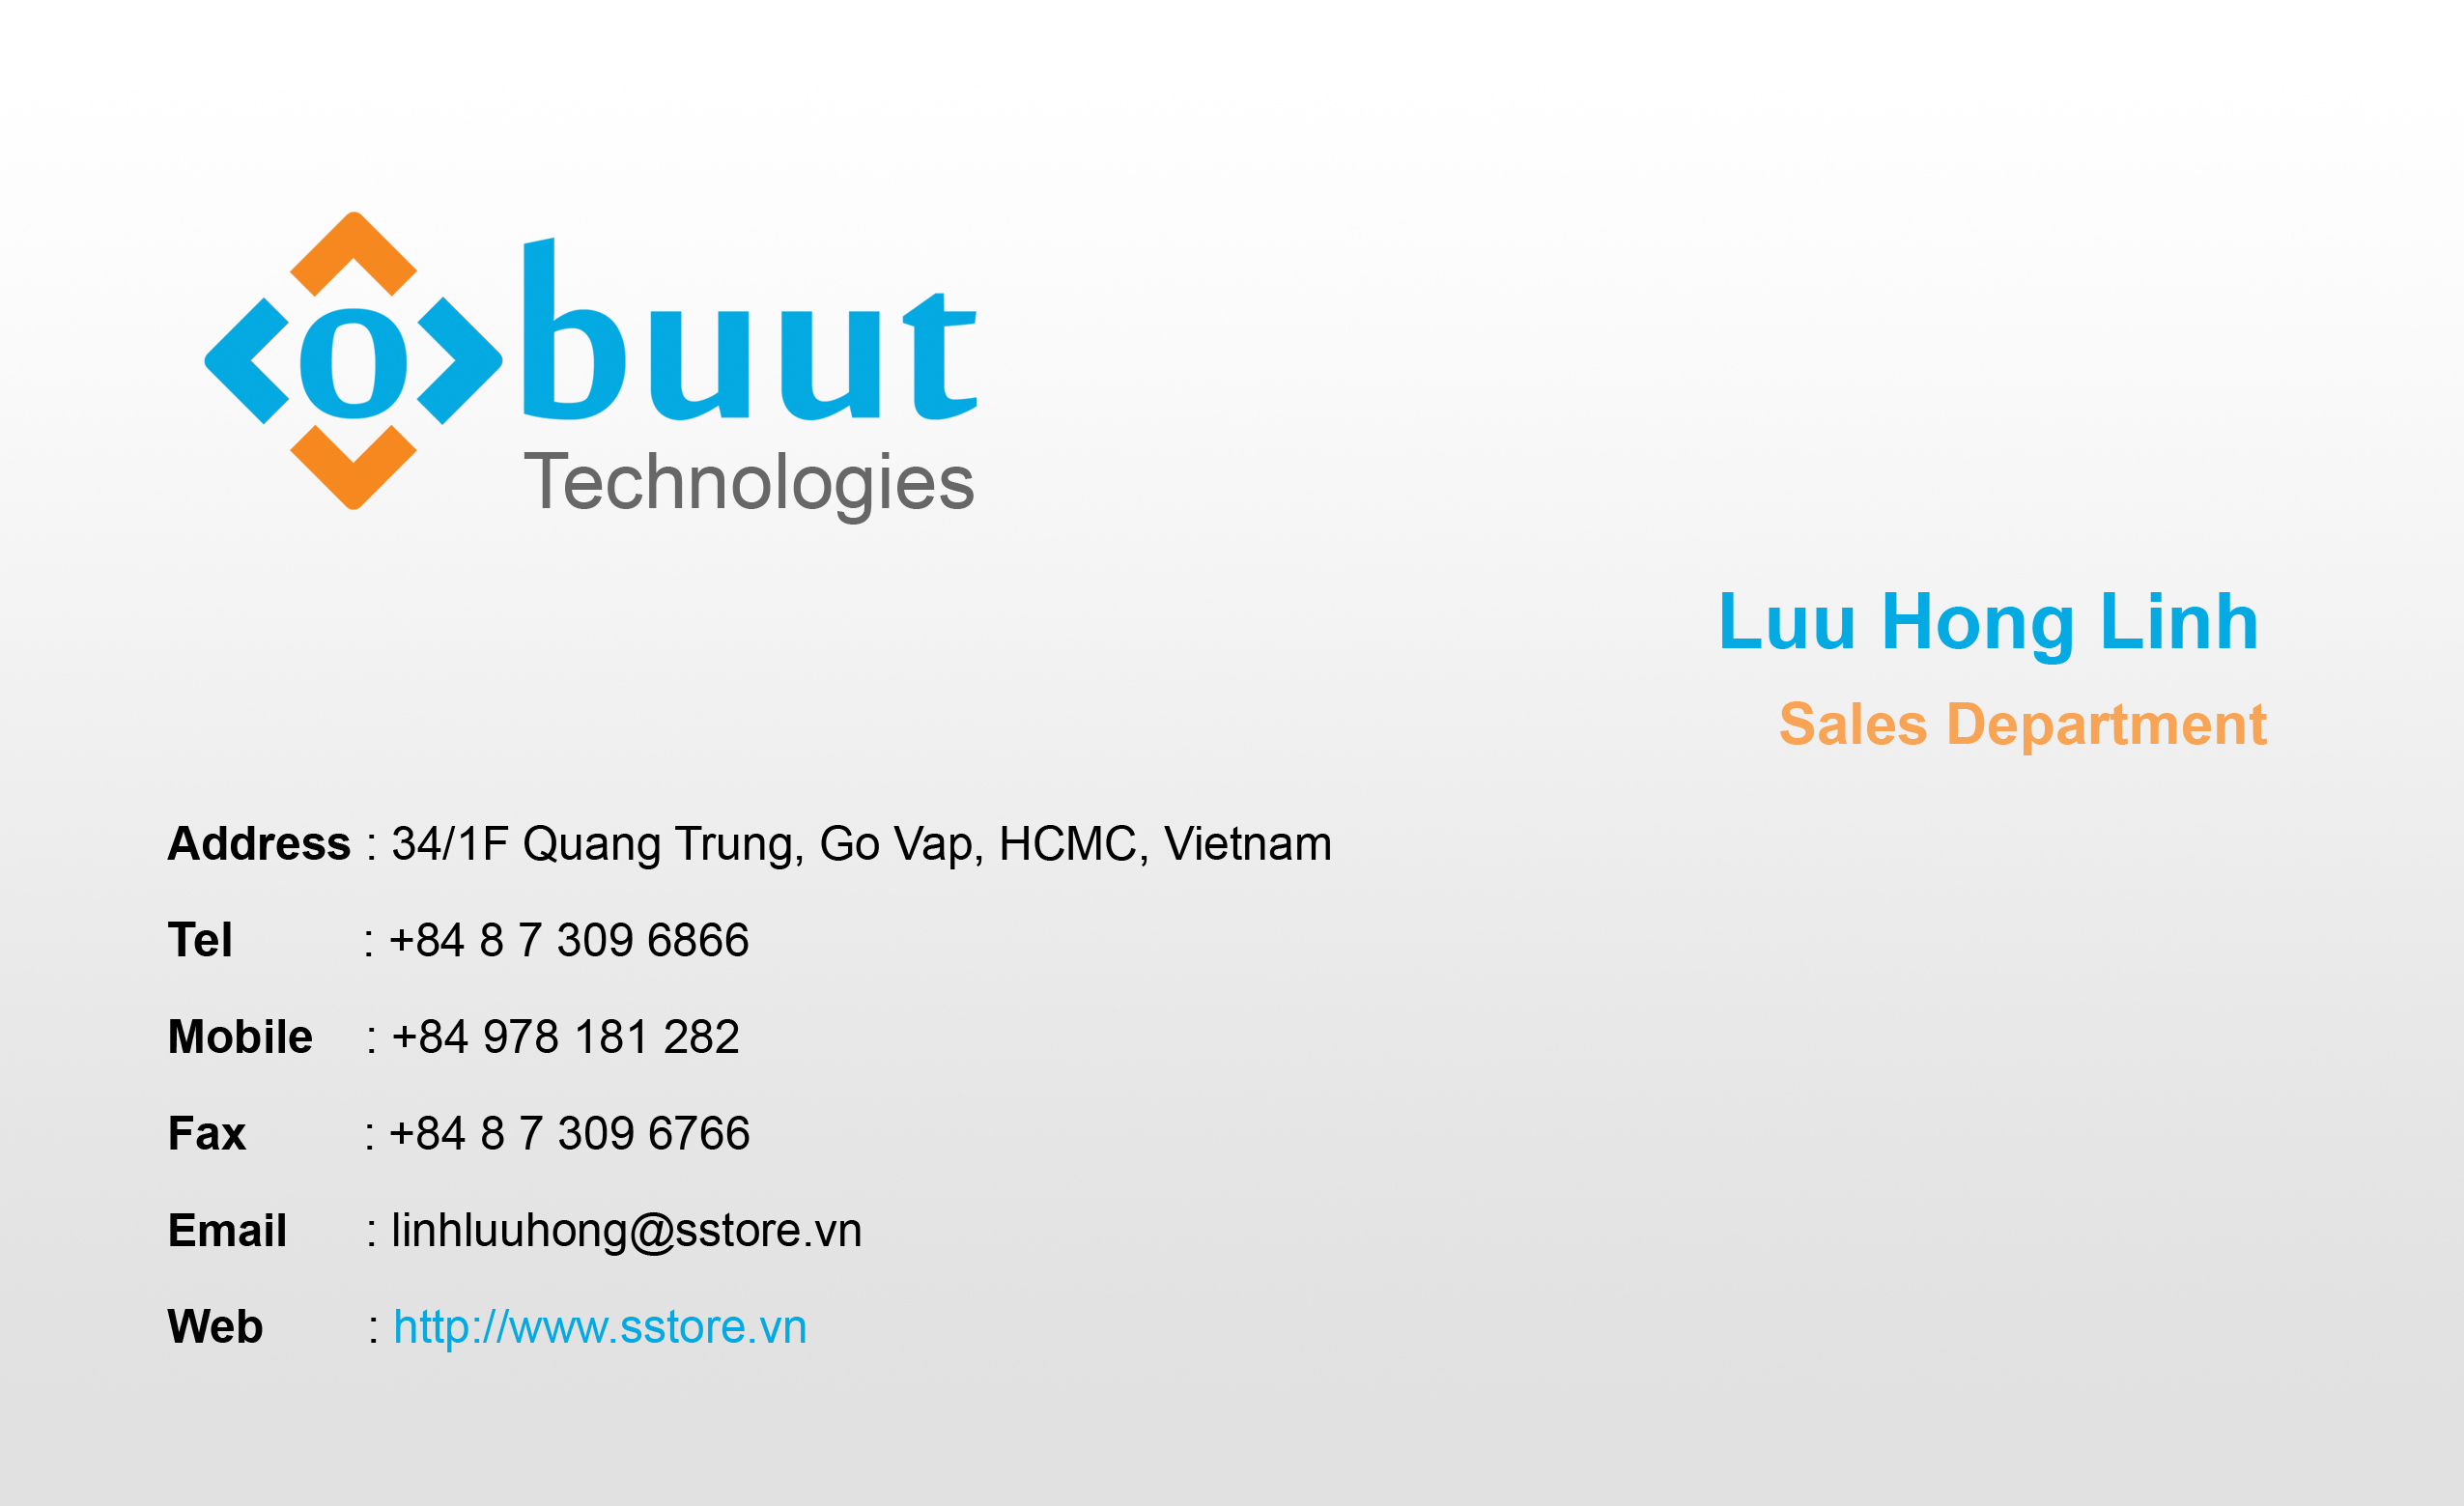 obuut
Technologies
Luu Hong Linh
Sales Department
Address : 34/1F Quang Trung, Go Vap, HCMC, Vietnam
Tel : +84 8 7 309 6866
Mobile : +84 978 181 282
Fax : +84 8 7 309 6766
Email : linhluuhong@sstore.vn
Web : http://www.sstore.vn